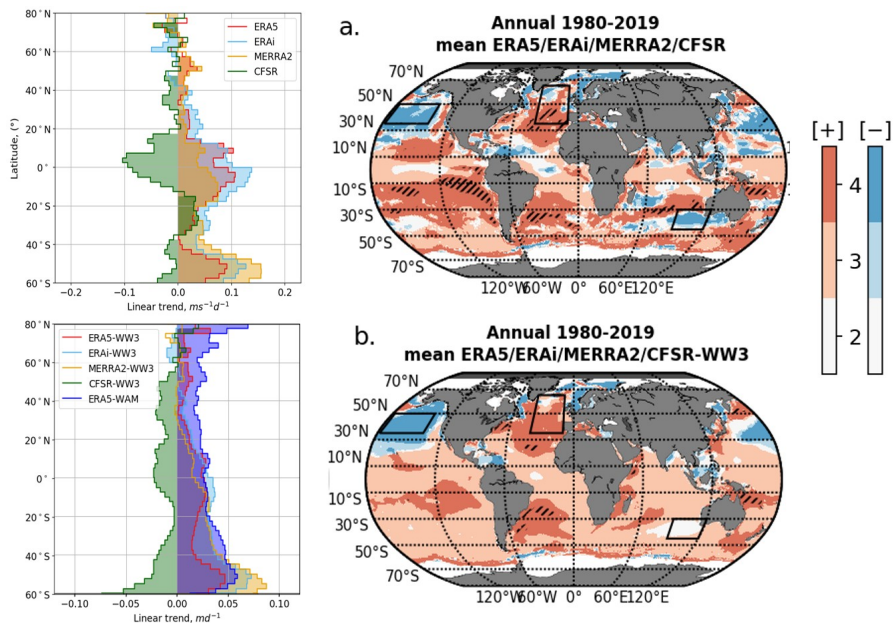 80°N
60°N
40°N
20°N
0°
20°S
40°S
60°S
Latitude, (°)
ERA5
ERAi
MERRA2
CFSR
−0.2
−0.1
0.0
0.1
0.2
Linear trend, ms⁻¹d⁻¹
a.
Annual 1980-2019
mean ERA5/ERAi/MERRA2/CFSR
70°N
50°N
30°N
10°N
10°S
30°S
50°S
70°S
120°W
60°W
0°
60°E
120°E
[+]
[−]
4
3
2
80°N
60°N
40°N
20°N
0°
20°S
40°S
60°S
ERA5-WW3
ERAi-WW3
MERRA2-WW3
CFSR-WW3
ERA5-WAM
−0.10
−0.05
0.00
0.05
0.10
Linear trend, md⁻¹
b.
Annual 1980-2019
mean ERA5/ERAi/MERRA2/CFSR-WW3
70°N
50°N
30°N
10°N
10°S
30°S
50°S
70°S
120°W
60°W
0°
60°E
120°E